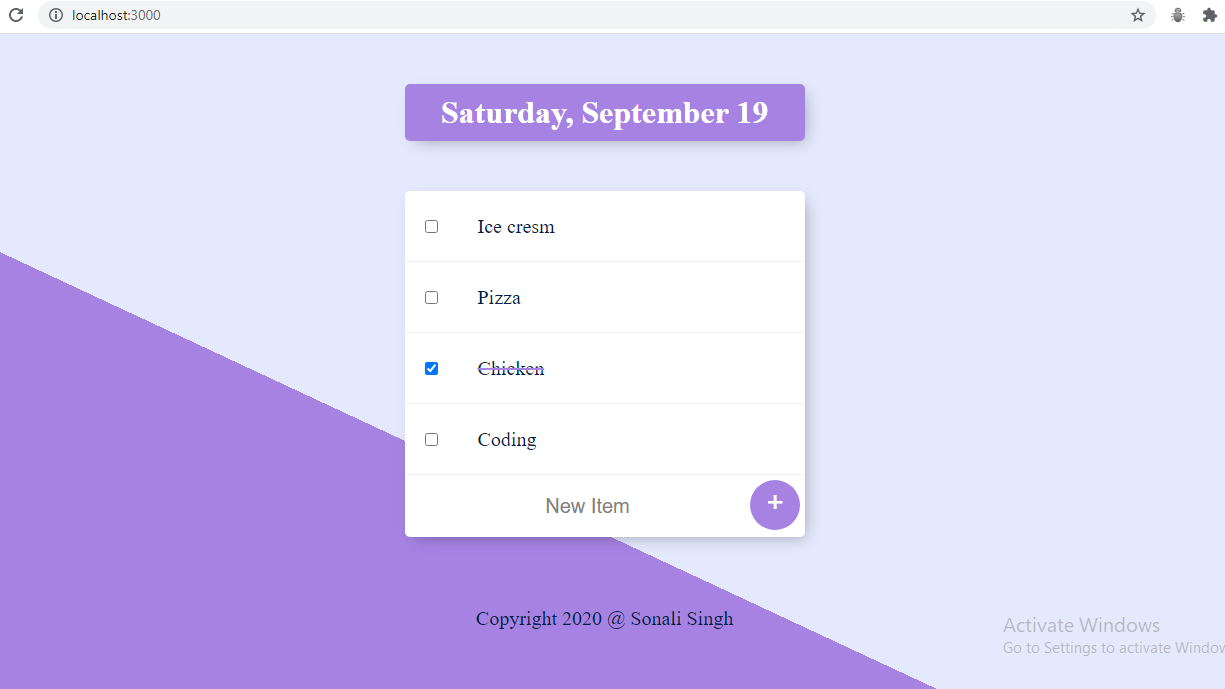 localhost:3000
Saturday, September 19
Ice cresm
Pizza
Chicken
Coding
New Item
+
Copyright 2020 @ Sonali Singh
Activate Windows
Go to Settings to activate Window